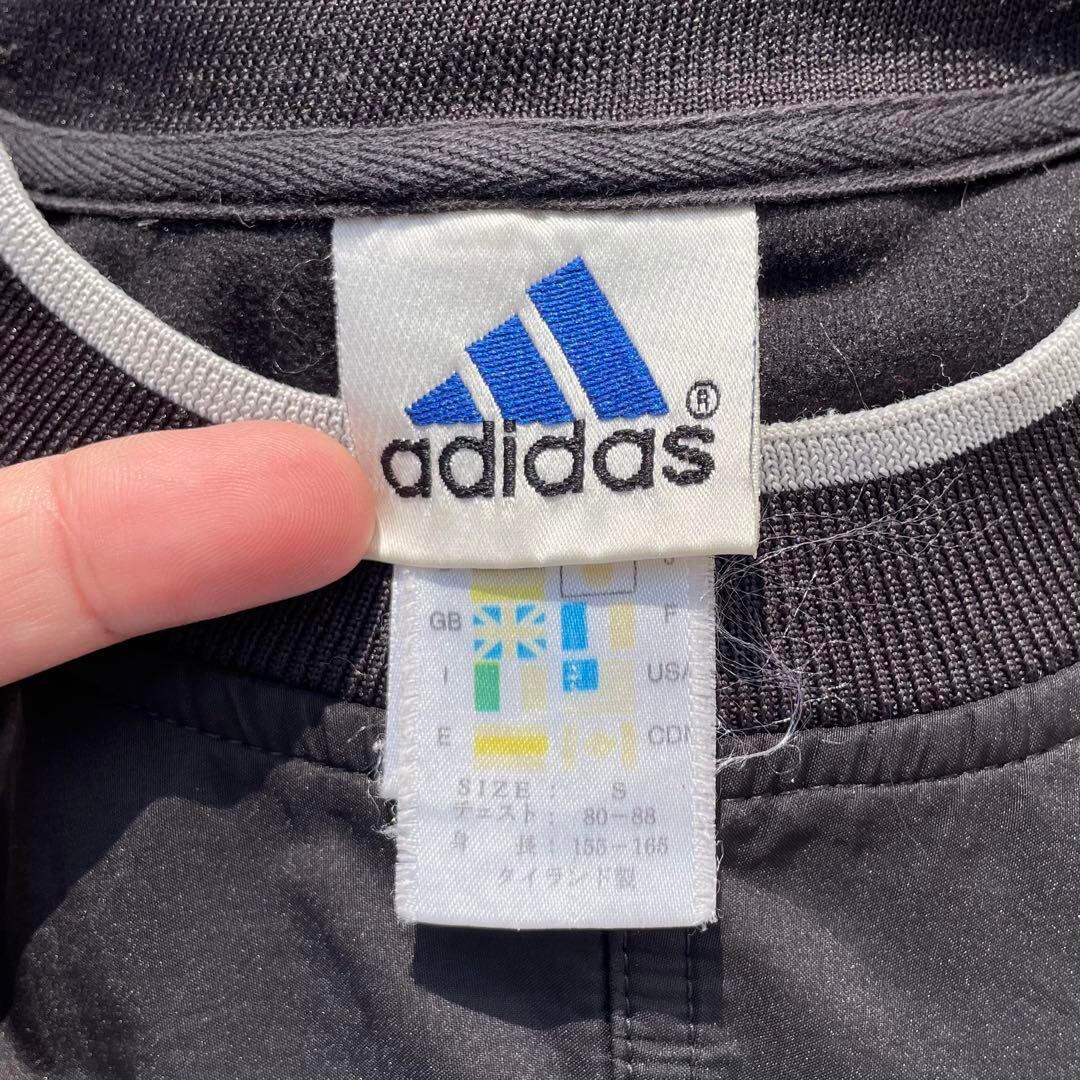 ®
adidas
GB F
I USA
E CDN
SIZE: S
チェスト: 80-88
身 長: 155-165
タイランド製